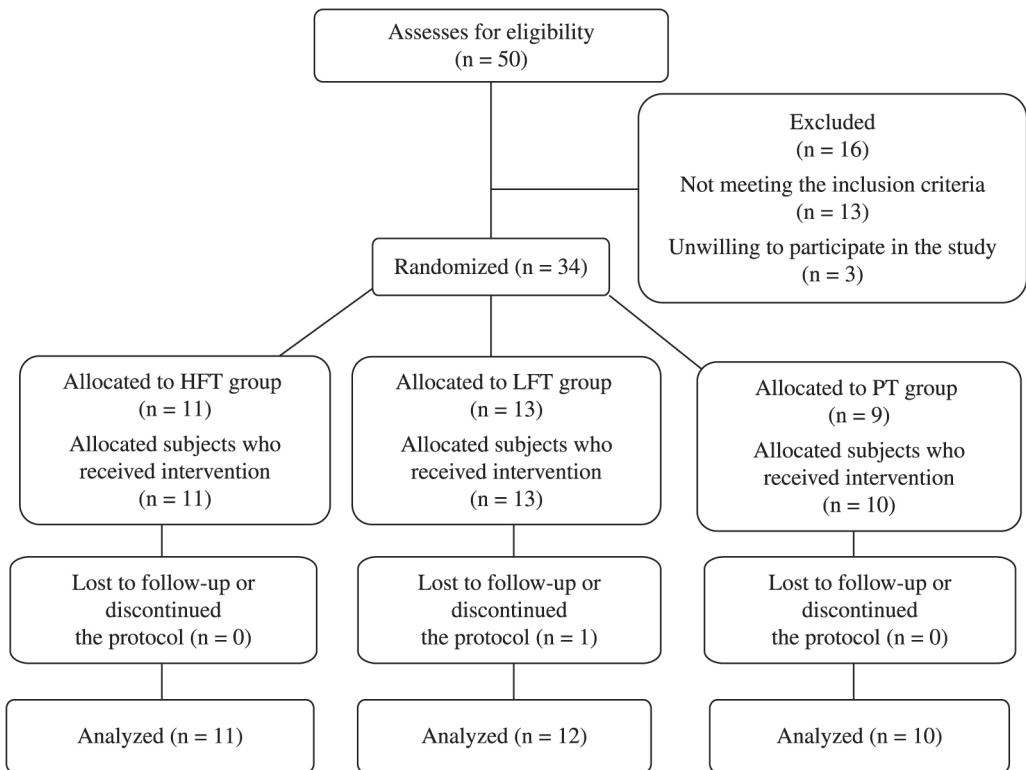 Assesses for eligibility
(n = 50)
Excluded
(n = 16)
Not meeting the inclusion criteria
(n = 13)
Unwilling to participate in the study
(n = 3)
Randomized (n = 34)
Allocated to HFT group
(n = 11)
Allocated subjects who
received intervention
(n = 11)
Allocated to LFT group
(n = 13)
Allocated subjects who
received intervention
(n = 13)
Allocated to PT group
(n = 9)
Allocated subjects who
received intervention
(n = 10)
Lost to follow-up or
discontinued
the protocol (n = 0)
Lost to follow-up or
discontinued
the protocol (n = 1)
Lost to follow-up or
discontinued
the protocol (n = 0)
Analyzed (n = 11)
Analyzed (n = 12)
Analyzed (n = 10)